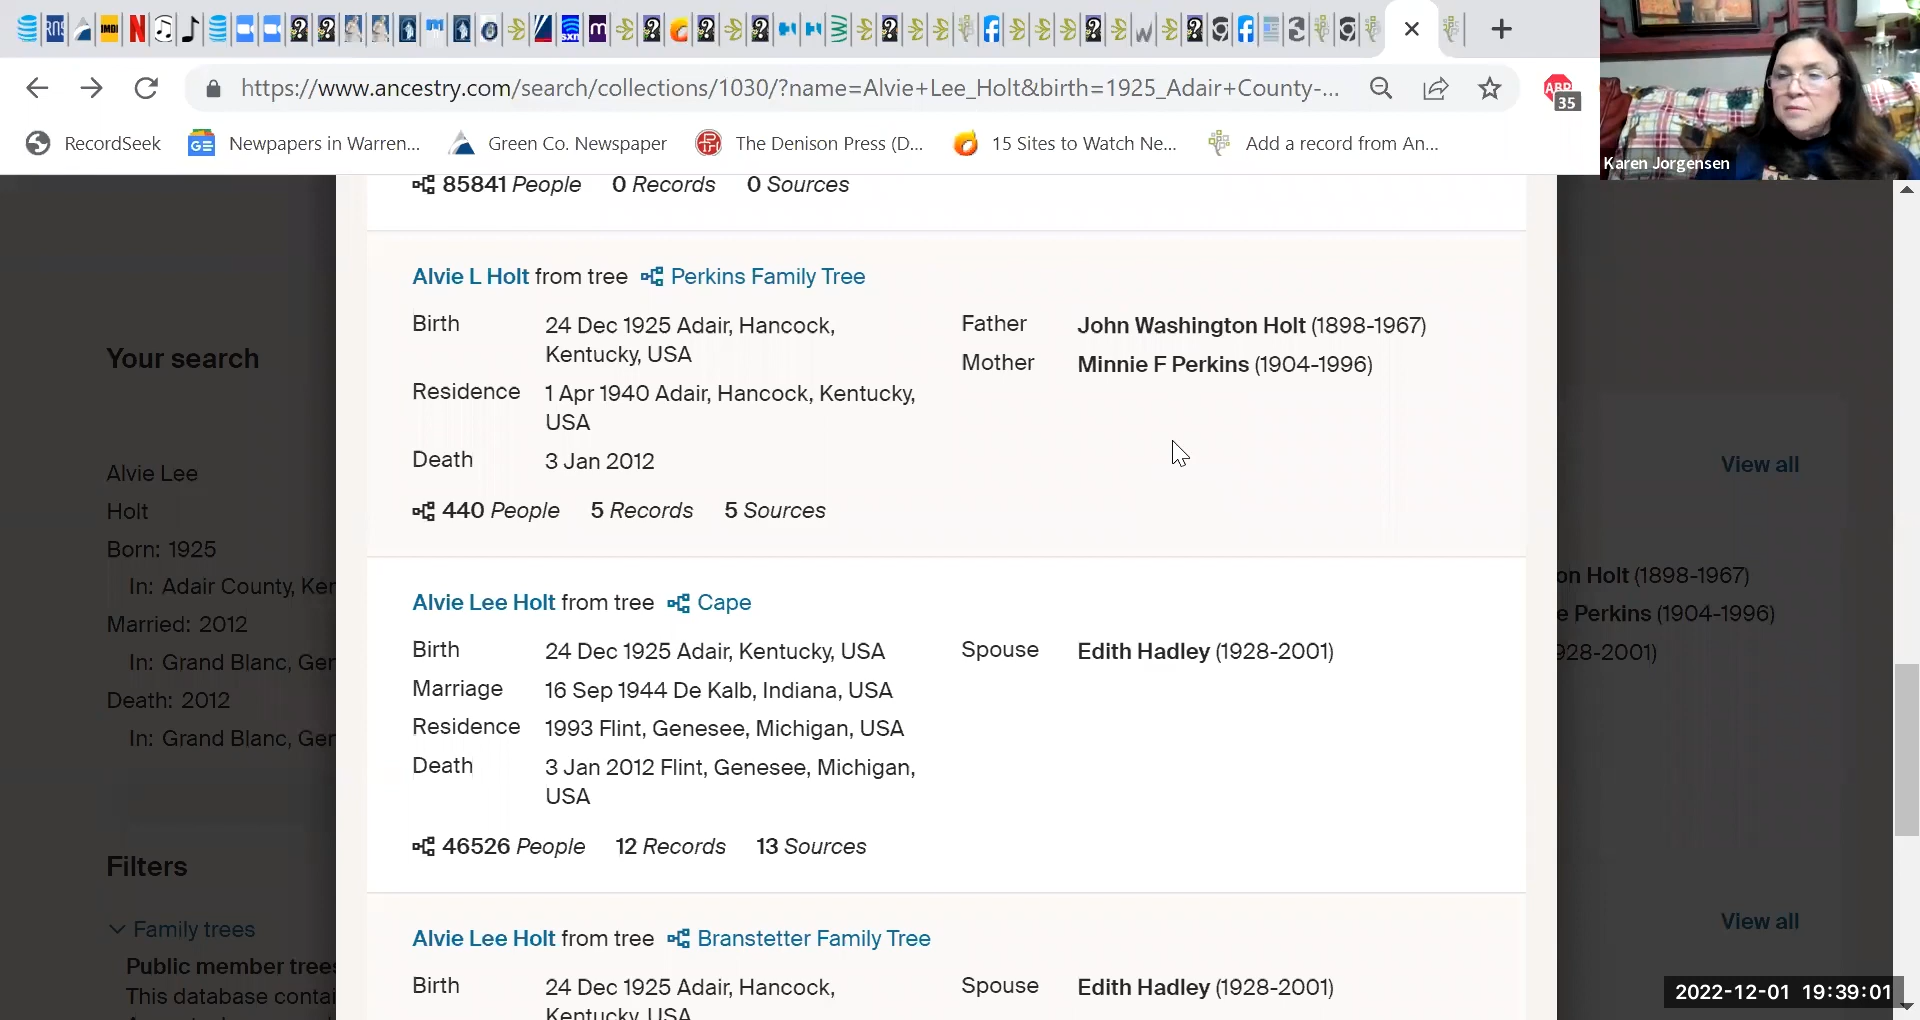 https://www.ancestry.com/search/collections/1030/?name=Alvie+Lee_Holt&birth=1925_Adair+County-...
ABP
35
RecordSeek
Newpapers in Warren...
Green Co. Newspaper
The Denison Press (D...
15 Sites to Watch Ne...
Add a record from An...
Karen Jorgensen
85841 People 0 Records 0 Sources
Alvie L Holt from tree Perkins Family Tree
Birth 24 Dec 1925 Adair, Hancock,
Kentucky, USA
Residence 1 Apr 1940 Adair, Hancock, Kentucky,
USA
Death 3 Jan 2012
Father John Washington Holt (1898-1967)
Mother Minnie F Perkins (1904-1996)
440 People 5 Records 5 Sources
Alvie Lee Holt from tree Cape
Birth 24 Dec 1925 Adair, Kentucky, USA
Marriage 16 Sep 1944 De Kalb, Indiana, USA
Residence 1993 Flint, Genesee, Michigan, USA
Death 3 Jan 2012 Flint, Genesee, Michigan,
USA
Spouse Edith Hadley (1928-2001)
46526 People 12 Records 13 Sources
Alvie Lee Holt from tree Branstetter Family Tree
Birth 24 Dec 1925 Adair, Hancock,
Kentucky, USA
Spouse Edith Hadley (1928-2001)
Your search
Alvie Lee
Holt
Born: 1925
In: Adair County, Ker
Married: 2012
In: Grand Blanc, Ger
Death: 2012
In: Grand Blanc, Ger
Filters
Family trees
Public member trees
This database contai
View all
on Holt (1898-1967)
e Perkins (1904-1996)
928-2001)
View all
2022-12-01 19:39:01